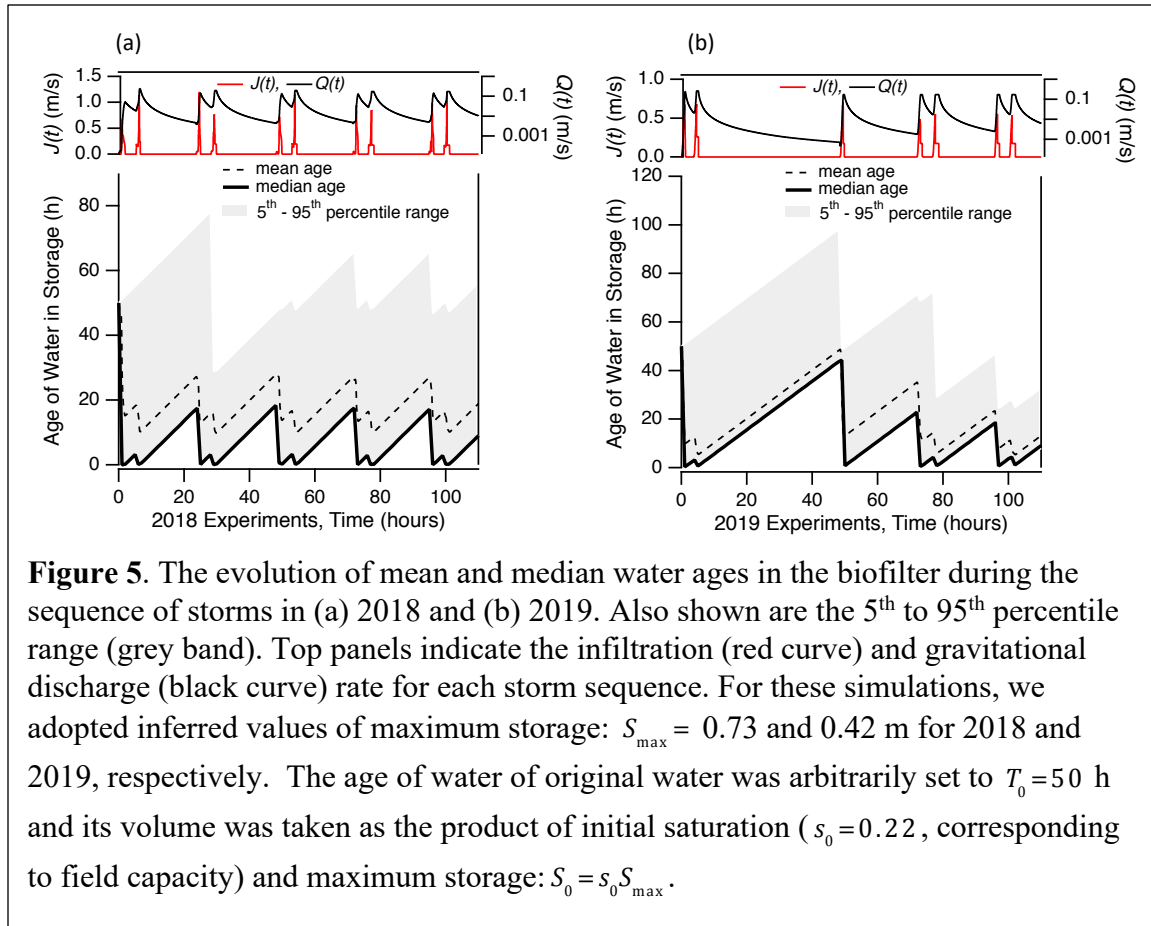 (a)
(b)
J(t), Q(t)
J(t), Q(t)
1.5
1.0
0.5
0.0
J(t) (m/s)
0.1
0.001
Q(t) (m/s)
1.0
0.5
0.0
J(t) (m/s)
0.1
0.001
Q(t) (m/s)
mean age
median age
5th - 95th percentile range
mean age
median age
5th - 95th percentile range
80
60
40
20
0
Age of Water in Storage (h)
120
100
80
60
40
20
0
Age of Water in Storage (h)
0 20 40 60 80 100
2018 Experiments, Time (hours)
0 20 40 60 80 100
2019 Experiments, Time (hours)
Figure 5. The evolution of mean and median water ages in the biofilter during the
sequence of storms in (a) 2018 and (b) 2019. Also shown are the 5th to 95th percentile
range (grey band). Top panels indicate the infiltration (red curve) and gravitational
discharge (black curve) rate for each storm sequence. For these simulations, we
adopted inferred values of maximum storage: Smax = 0.73 and 0.42 m for 2018 and
2019, respectively. The age of water of original water was arbitrarily set to T0=50 h
and its volume was taken as the product of initial saturation (s0=0.22, corresponding
to field capacity) and maximum storage: S0=s0Smax.